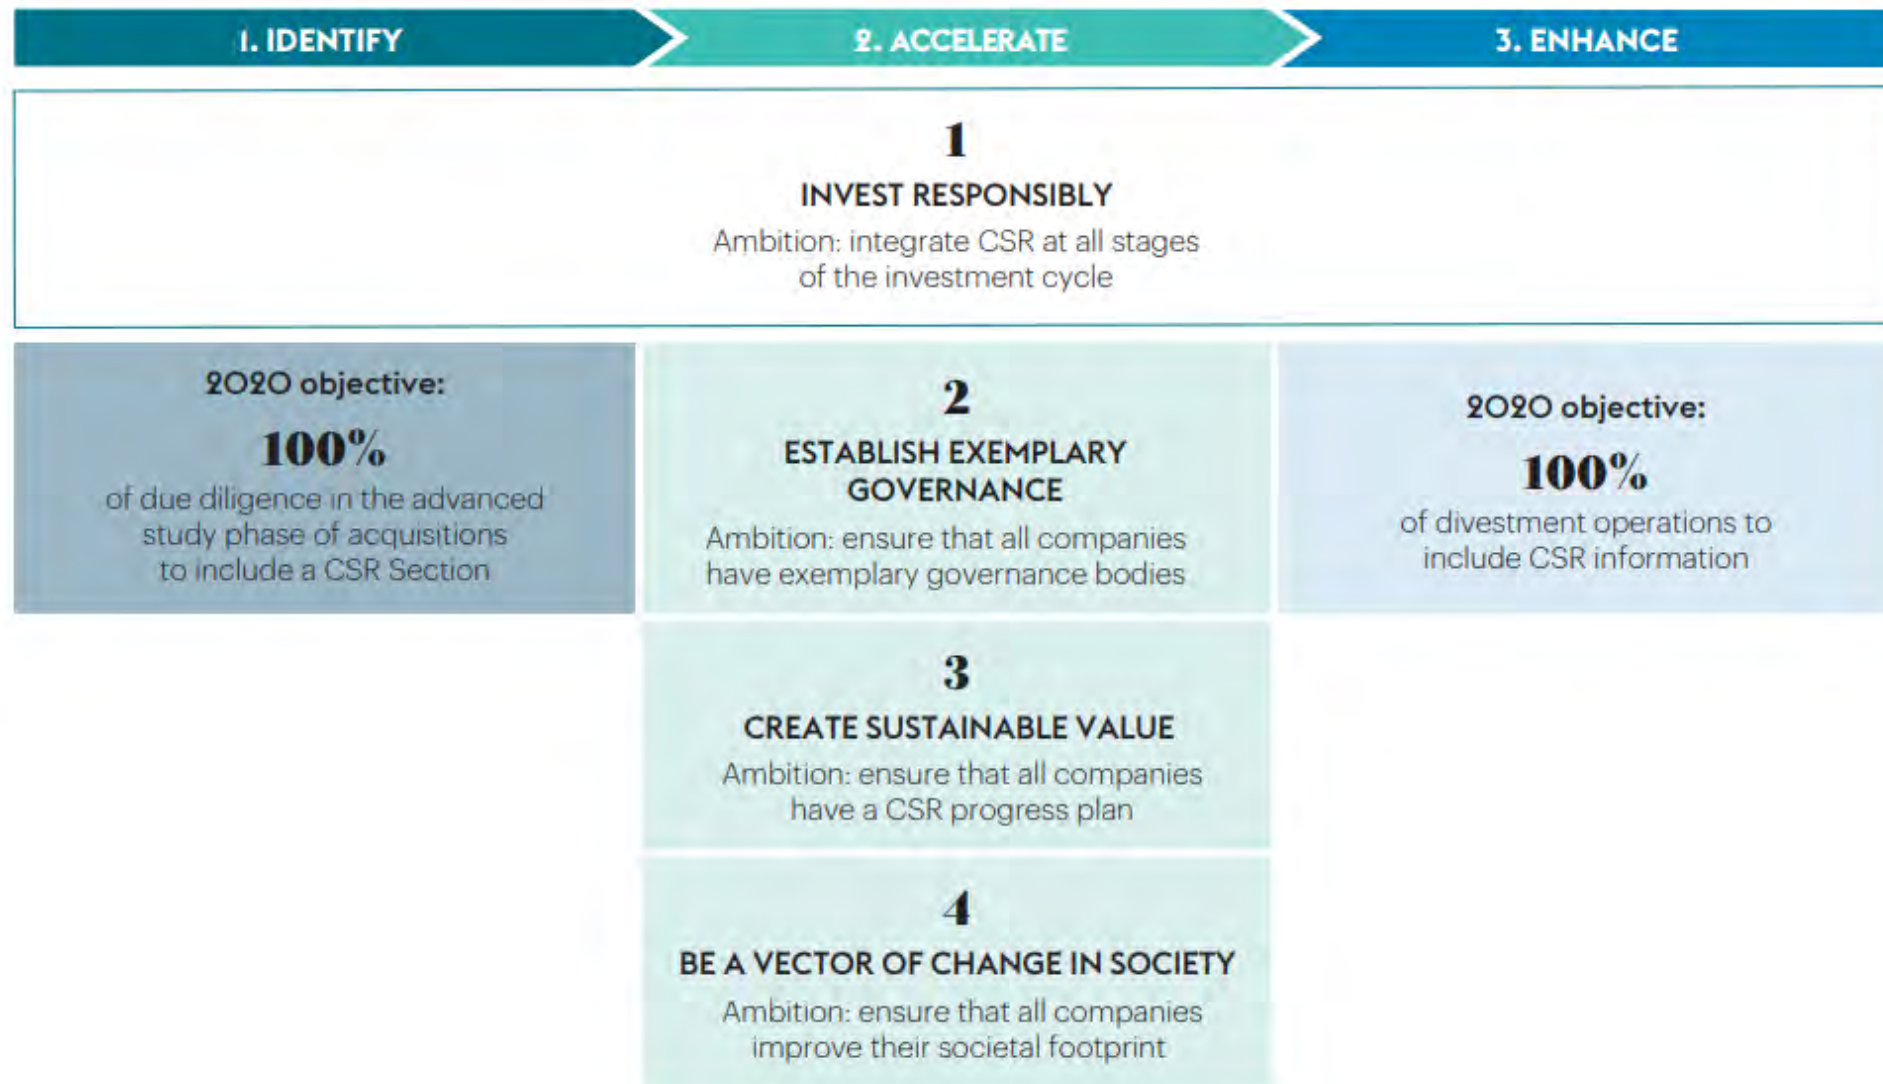 1. IDENTIFY
2. ACCELERATE
3. ENHANCE
1
INVEST RESPONSIBLY
Ambition: integrate CSR at all stages
of the investment cycle
2020 objective:
100%
of due diligence in the advanced
study phase of acquisitions
to include a CSR Section
2
ESTABLISH EXEMPLARY
GOVERNANCE
Ambition: ensure that all companies
have exemplary governance bodies
2020 objective:
100%
of divestment operations to
include CSR information
3
CREATE SUSTAINABLE VALUE
Ambition: ensure that all companies
have a CSR progress plan
4
BE A VECTOR OF CHANGE IN SOCIETY
Ambition: ensure that all companies
improve their societal footprint